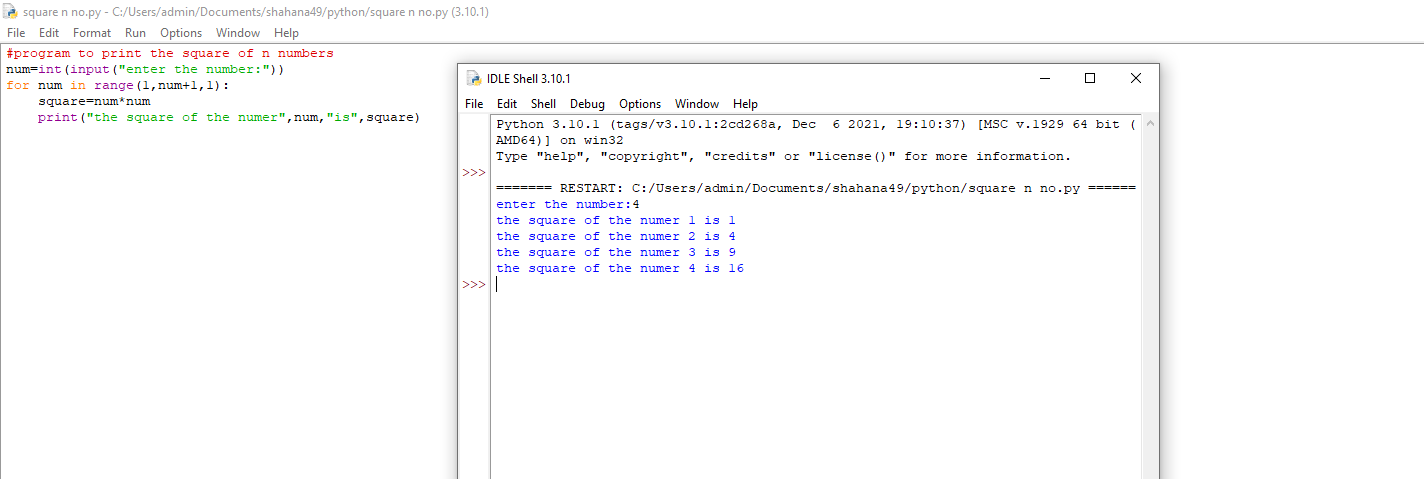 square n no.py - C:/Users/admin/Documents/shahana49/python/square n no.py (3.10.1)
File Edit Format Run Options Window Help
#program to print the square of n numbers
num=int(input("enter the number:"))
for num in range(1,num+1,1):
    square=num*num
    print("the square of the numer",num,"is",square)
IDLE Shell 3.10.1
File Edit Shell Debug Options Window Help
Python 3.10.1 (tags/v3.10.1:2cd268a, Dec  6 2021, 19:10:37) [MSC v.1929 64 bit (
AMD64)] on win32
Type "help", "copyright", "credits" or "license()" for more information.
>>>
======= RESTART: C:/Users/admin/Documents/shahana49/python/square n no.py ======
enter the number:4
the square of the numer 1 is 1
the square of the numer 2 is 4
the square of the numer 3 is 9
the square of the numer 4 is 16
>>>